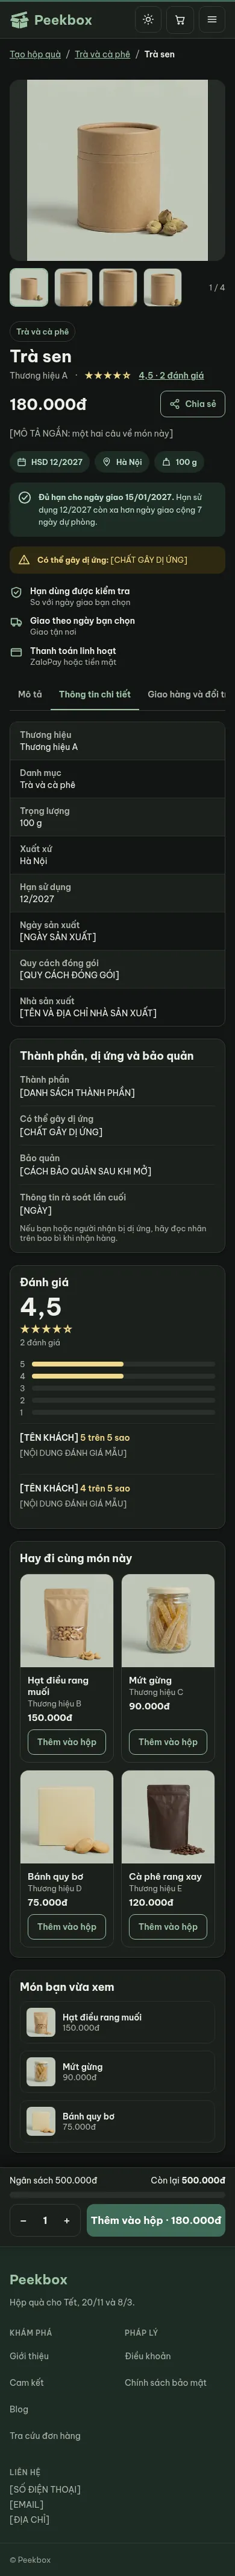 Peekbox
Tạo hộp quà / Trà và cà phê / Trà sen
1 / 4
Trà và cà phê
Trà sen
Thương hiệu A · ★★★★☆ 4,5 · 2 đánh giá
180.000đ
Chia sẻ
[MÔ TẢ NGẮN: một hai câu về món này]
HSD 12/2027
Hà Nội
100 g
Đủ hạn cho ngày giao 15/01/2027. Hạn sử
dụng 12/2027 còn xa hơn ngày giao cộng 7
ngày dự phòng.
Có thể gây dị ứng: [CHẤT GÂY DỊ ỨNG]
Hạn dùng được kiểm tra
So với ngày giao bạn chọn
Giao theo ngày bạn chọn
Giao tận nơi
Thanh toán linh hoạt
ZaloPay hoặc tiền mặt
Mô tả
Thông tin chi tiết
Giao hàng và đổi tr
Thương hiệu
Thương hiệu A
Danh mục
Trà và cà phê
Trọng lượng
100 g
Xuất xứ
Hà Nội
Hạn sử dụng
12/2027
Ngày sản xuất
[NGÀY SẢN XUẤT]
Quy cách đóng gói
[QUY CÁCH ĐÓNG GÓI]
Nhà sản xuất
[TÊN VÀ ĐỊA CHỈ NHÀ SẢN XUẤT]
Thành phần, dị ứng và bảo quản
Thành phần
[DANH SÁCH THÀNH PHẦN]
Có thể gây dị ứng
[CHẤT GÂY DỊ ỨNG]
Bảo quản
[CÁCH BẢO QUẢN SAU KHI MỞ]
Thông tin rà soát lần cuối
[NGÀY]
Nếu bạn hoặc người nhận bị dị ứng, hãy đọc nhãn
trên bao bì khi nhận hàng.
Đánh giá
4,5
★★★★☆
2 đánh giá
5
4
3
2
1
[TÊN KHÁCH] 5 trên 5 sao
[NỘI DUNG ĐÁNH GIÁ MẪU]
[TÊN KHÁCH] 4 trên 5 sao
[NỘI DUNG ĐÁNH GIÁ MẪU]
Hay đi cùng món này
Hạt điều rang
muối
Thương hiệu B
150.000đ
Thêm vào hộp
Mứt gừng
Thương hiệu C
90.000đ
Thêm vào hộp
Bánh quy bơ
Thương hiệu D
75.000đ
Thêm vào hộp
Cà phê rang xay
Thương hiệu E
120.000đ
Thêm vào hộp
Món bạn vừa xem
Hạt điều rang muối
150.000đ
Mứt gừng
90.000đ
Bánh quy bơ
75.000đ
Ngân sách 500.000đ
Còn lại 500.000đ
− 1 +
Thêm vào hộp · 180.000đ
Peekbox
Hộp quà cho Tết, 20/11 và 8/3.
KHÁM PHÁ
Giới thiệu
Cam kết
Blog
Tra cứu đơn hàng
PHÁP LÝ
Điều khoản
Chính sách bảo mật
LIÊN HỆ
[SỐ ĐIỆN THOẠI]
[EMAIL]
[ĐỊA CHỈ]
© Peekbox